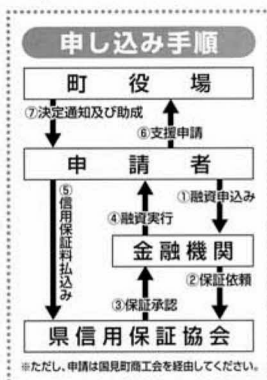 申し込み手順
町役場
⑦決定通知及び助成
⑥支援申請
申請者
①融資申込み
⑤信用保証料払込み
④融資実行
金融機関
②保証依頼
③保証承認
県信用保証協会
※ただし、申請は国見町商工会を経由してください。